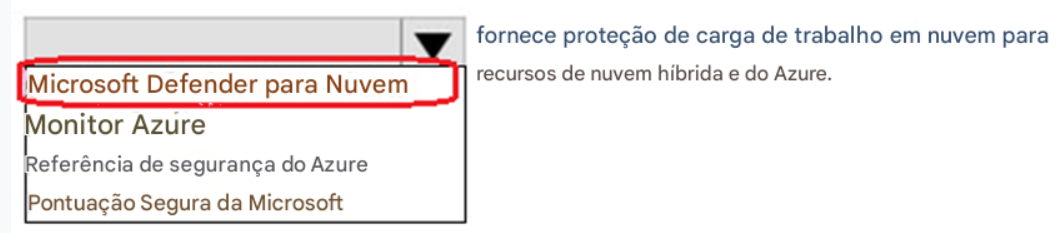 fornece proteção de carga de trabalho em nuvem para
recursos de nuvem híbrida e do Azure.
Microsoft Defender para Nuvem
Monitor Azure
Referência de segurança do Azure
Pontuação Segura da Microsoft